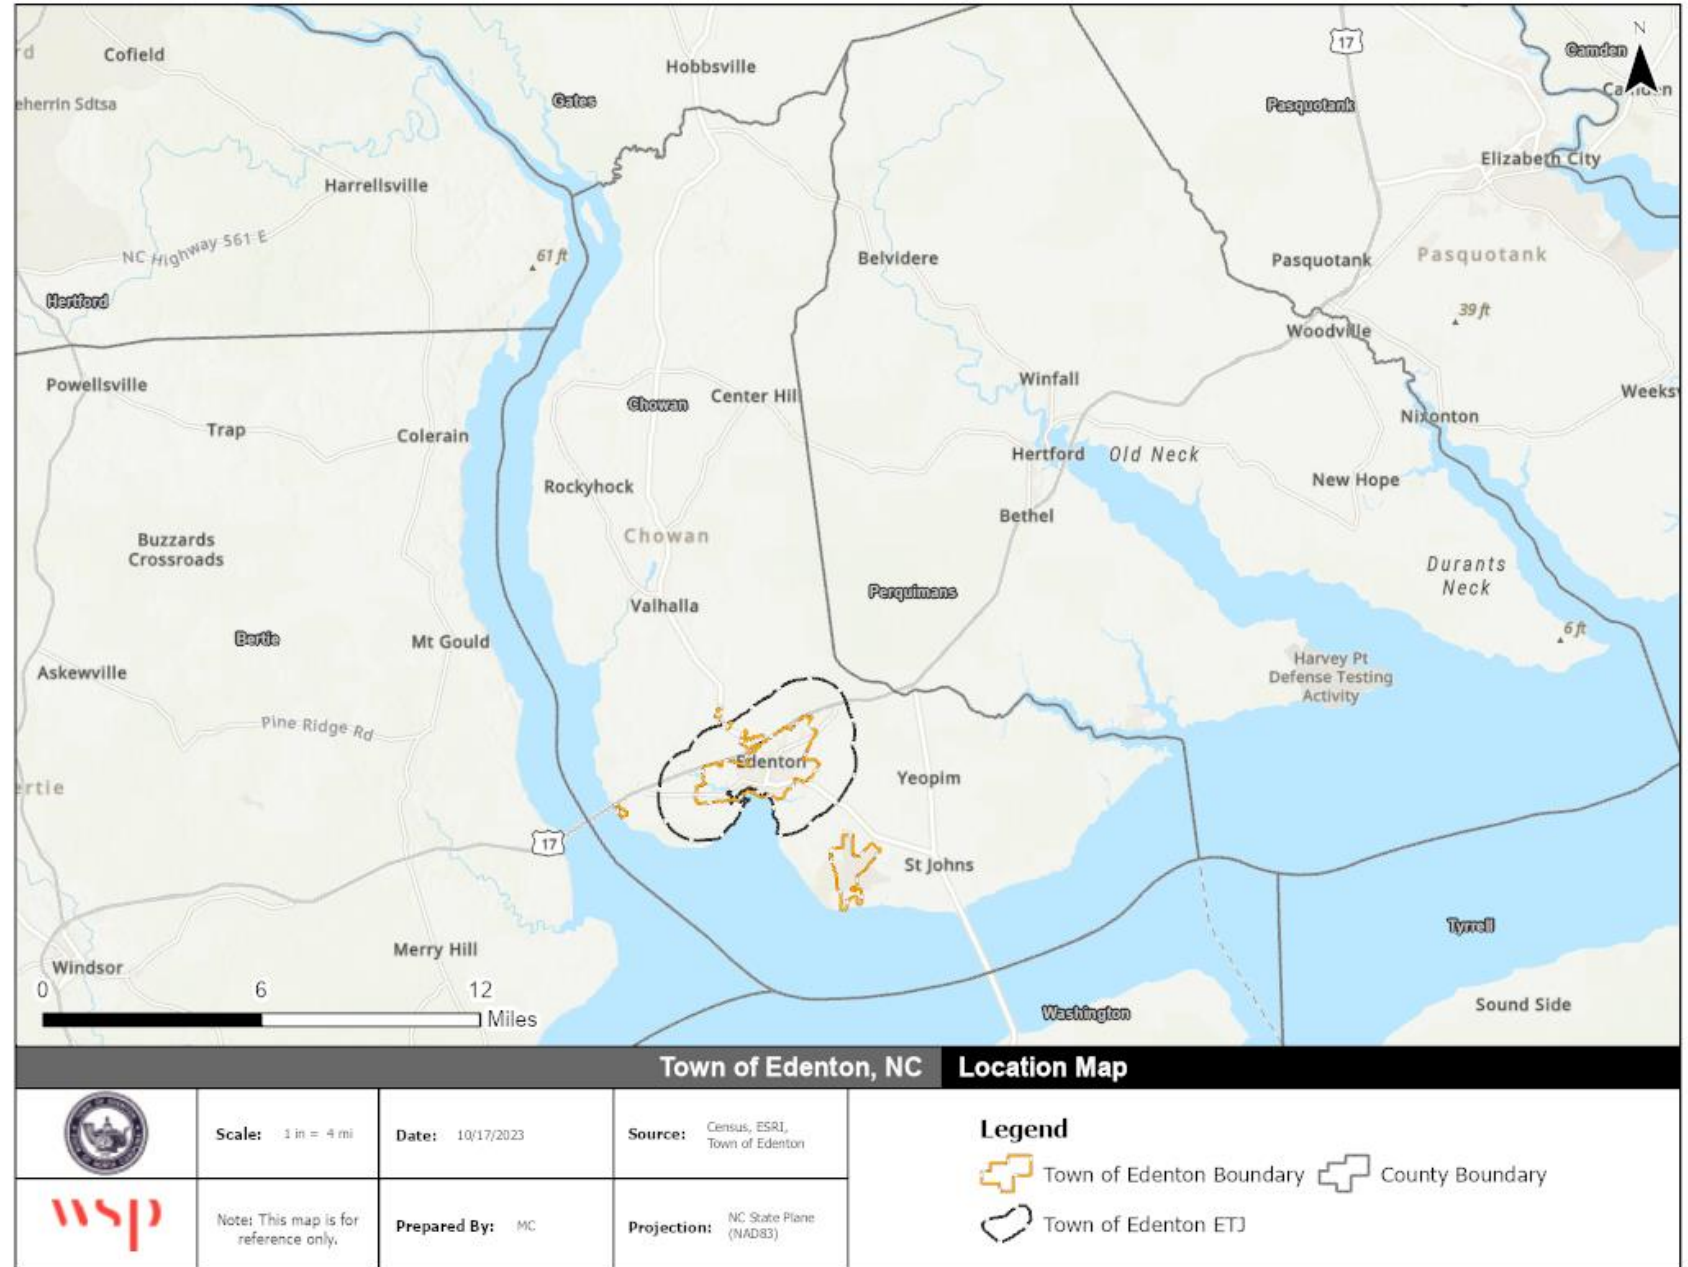 Cofield
Hobbsville
17
N
Camden
rd
Gates
Pasquotank
eherrin Sdtsa
Elizabeth City
Harrellsville
NC Highway 561 E
61 ft
Belvidere
Pasquotank
Pasquotank
Hertford
39 ft
Woodville
Powellsville
Winfall
Chowan
Center Hill
Weeksv
Trap
Colerain
Nixonton
Hertford
Old Neck
Rockyhock
New Hope
Bethel
Buzzards
Crossroads
Chowan
Durants
Neck
Valhalla
Perquimans
Bertie
Mt Gould
6 ft
Askewville
Harvey Pt
Defense Testing
Activity
Pine Ridge Rd
Edenton
Yeopim
ertie
17
St Johns
Tyrrell
Merry Hill
Windsor
Sound Side
Washington
0 6 12
Miles
Town of Edenton, NC Location Map
Scale: 1 in = 4 mi
Date: 10/17/2023
Source: Census, ESRI,
Town of Edenton
wsp
Note: This map is for
reference only.
Prepared By: MC
Projection: NC State Plane
(NAD83)
Legend
Town of Edenton Boundary
County Boundary
Town of Edenton ETJ